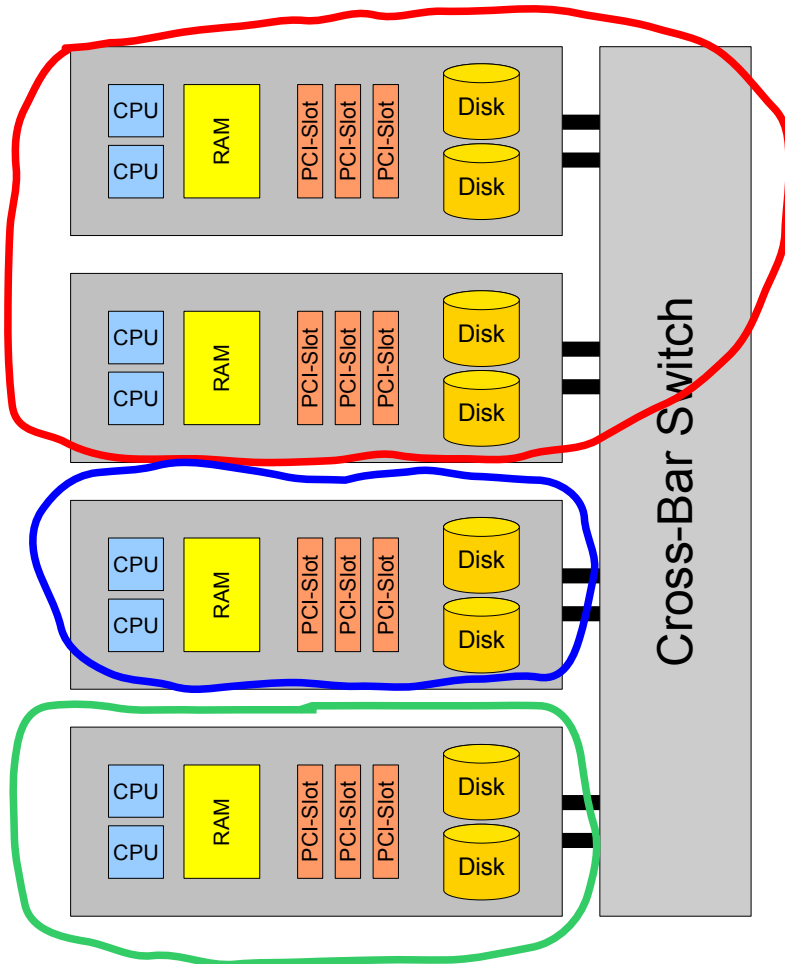 CPU
CPU
RAM
PCI-Slot
PCI-Slot
PCI-Slot
Disk
Disk
CPU
CPU
RAM
PCI-Slot
PCI-Slot
PCI-Slot
Disk
Disk
CPU
CPU
RAM
PCI-Slot
PCI-Slot
PCI-Slot
Disk
Disk
CPU
CPU
RAM
PCI-Slot
PCI-Slot
PCI-Slot
Disk
Disk
Cross-Bar Switch